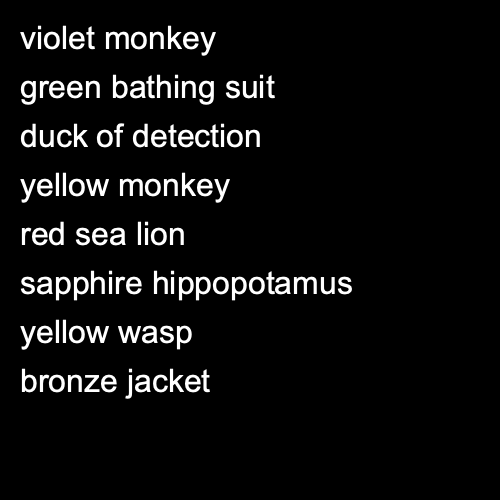 violet monkey
green bathing suit
duck of detection
yellow monkey
red sea lion
sapphire hippopotamus
yellow wasp
bronze jacket